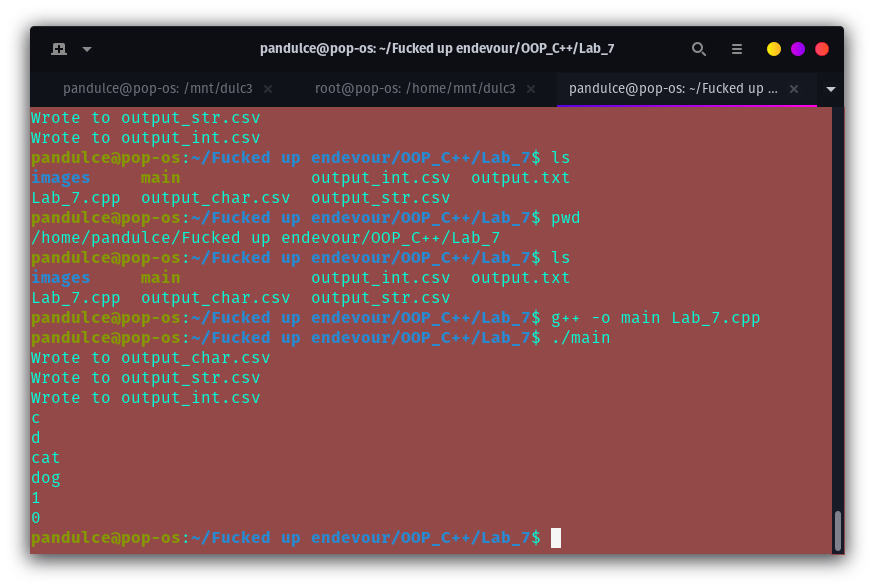 pandulce@pop-os: ~/Fucked up endevour/OOP_C++/Lab_7
pandulce@pop-os: /mnt/dulc3 × root@pop-os: /home/mnt/dulc3 × pandulce@pop-os: ~/Fucked up ... ×
Wrote to output_str.csv
Wrote to output_int.csv
pandulce@pop-os:~/Fucked up endevour/OOP_C++/Lab_7$ ls
images     main             output_int.csv  output.txt
Lab_7.cpp  output_char.csv  output_str.csv
pandulce@pop-os:~/Fucked up endevour/OOP_C++/Lab_7$ pwd
/home/pandulce/Fucked up endevour/OOP_C++/Lab_7
pandulce@pop-os:~/Fucked up endevour/OOP_C++/Lab_7$ ls
images     main             output_int.csv  output.txt
Lab_7.cpp  output_char.csv  output_str.csv
pandulce@pop-os:~/Fucked up endevour/OOP_C++/Lab_7$ g++ -o main Lab_7.cpp
pandulce@pop-os:~/Fucked up endevour/OOP_C++/Lab_7$ ./main
Wrote to output_char.csv
Wrote to output_str.csv
Wrote to output_int.csv
c
d
cat
dog
1
0
pandulce@pop-os:~/Fucked up endevour/OOP_C++/Lab_7$